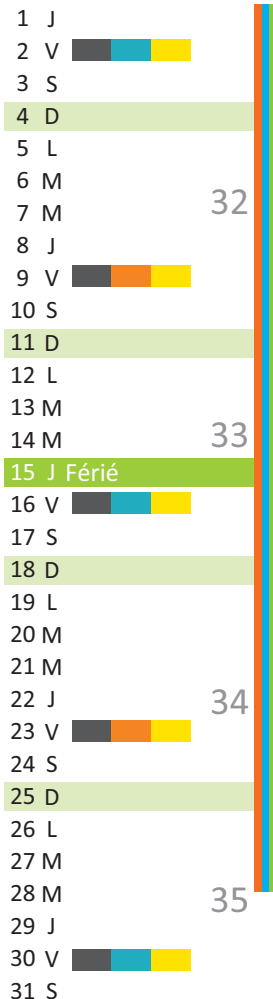 1 J
2 V
3 S
4 D
5 L
6 M
32
7 M
8 J
9 V
10 S
11 D
12 L
13 M
33
14 M
15 J Férié
16 V
17 S
18 D
19 L
20 M
21 M
22 J
34
23 V
24 S
25 D
26 L
27 M
28 M
35
29 J
30 V
31 S